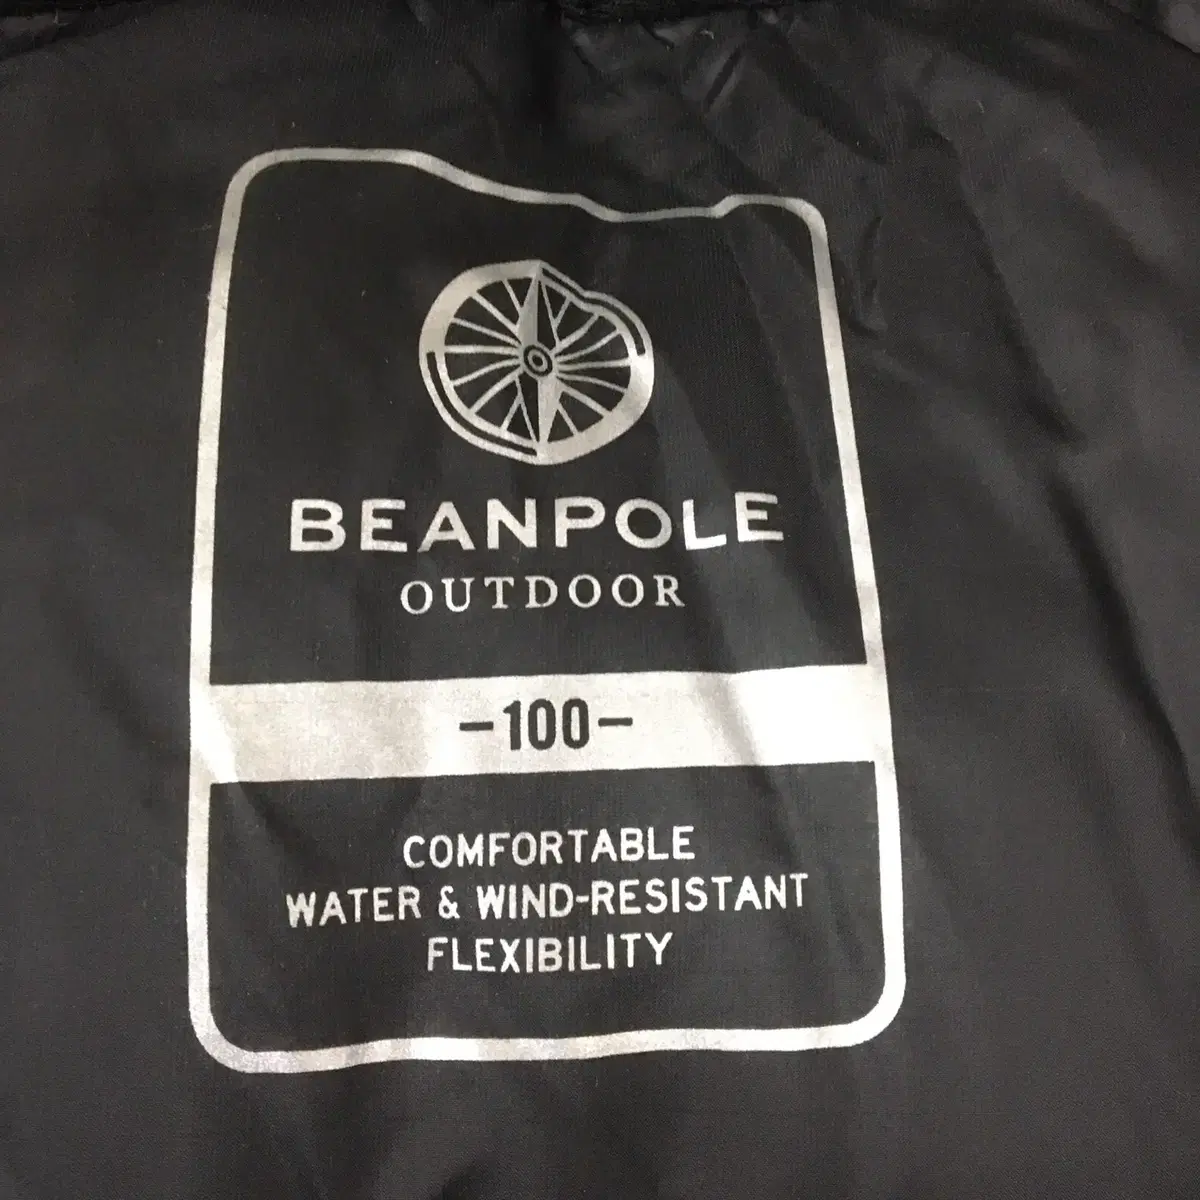 BEANPOLE
OUTDOOR
-100-
COMFORTABLE
WATER & WIND-RESISTANT
FLEXIBILITY